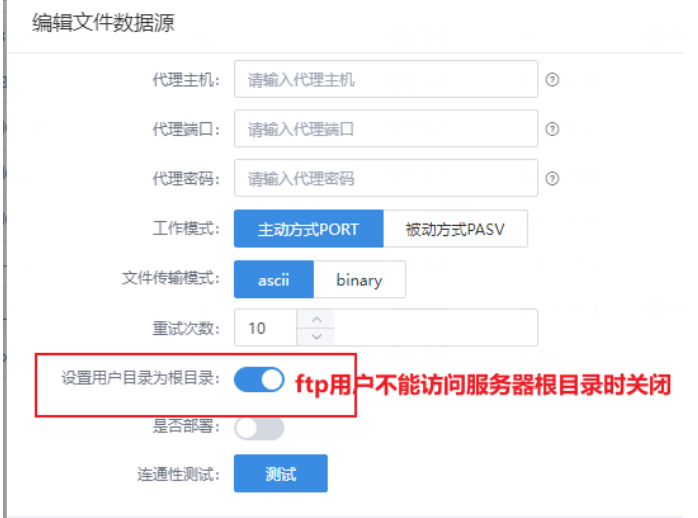 编辑文件数据源
代理主机: 请输入代理主机
代理端口: 请输入代理端口
代理密码: 请输入代理密码
工作模式: 主动方式PORT 被动方式PASV
文件传输模式: ascii binary
重试次数: 10
设置用户目录为根目录: ftp用户不能访问服务器根目录时关闭
是否部署:
连通性测试: 测试